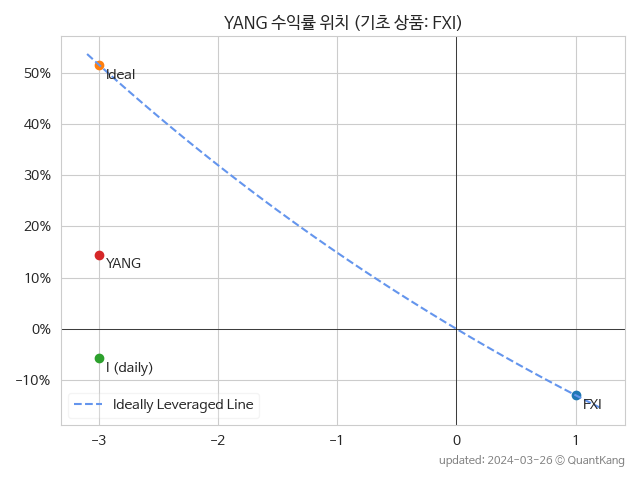 YANG 수익률 위치 (기초 상품: FXI)
50%
40%
30%
20%
10%
0%
−10%
Ideal
YANG
I (daily)
FXI
Ideally Leveraged Line
−3
−2
−1
0
1
updated: 2024-03-26 © QuantKang